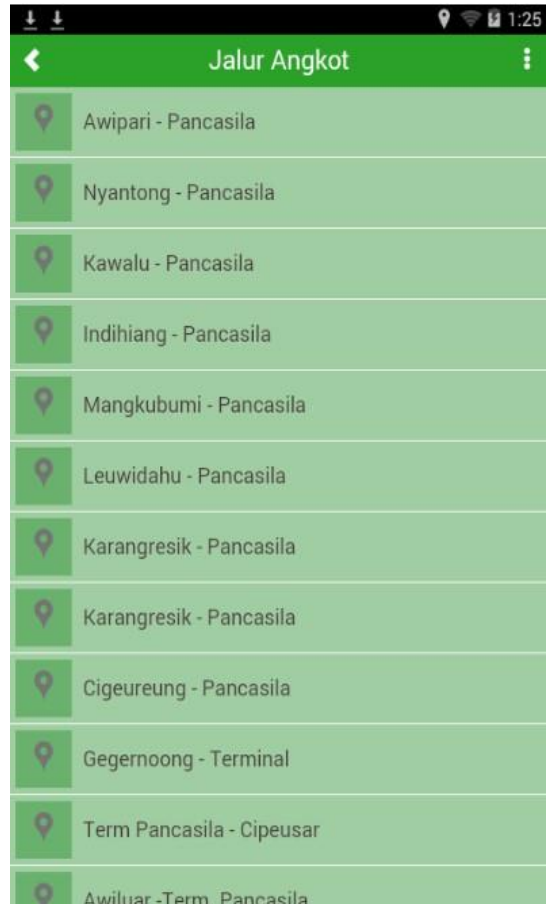 1:25
Jalur Angkot
Awipari - Pancasila
Nyantong - Pancasila
Kawalu - Pancasila
Indihiang - Pancasila
Mangkubumi - Pancasila
Leuwidahu - Pancasila
Karangresik - Pancasila
Karangresik - Pancasila
Cigeureung - Pancasila
Gegernoong - Terminal
Term Pancasila - Cipeusar
Awiluar -Term. Pancasila